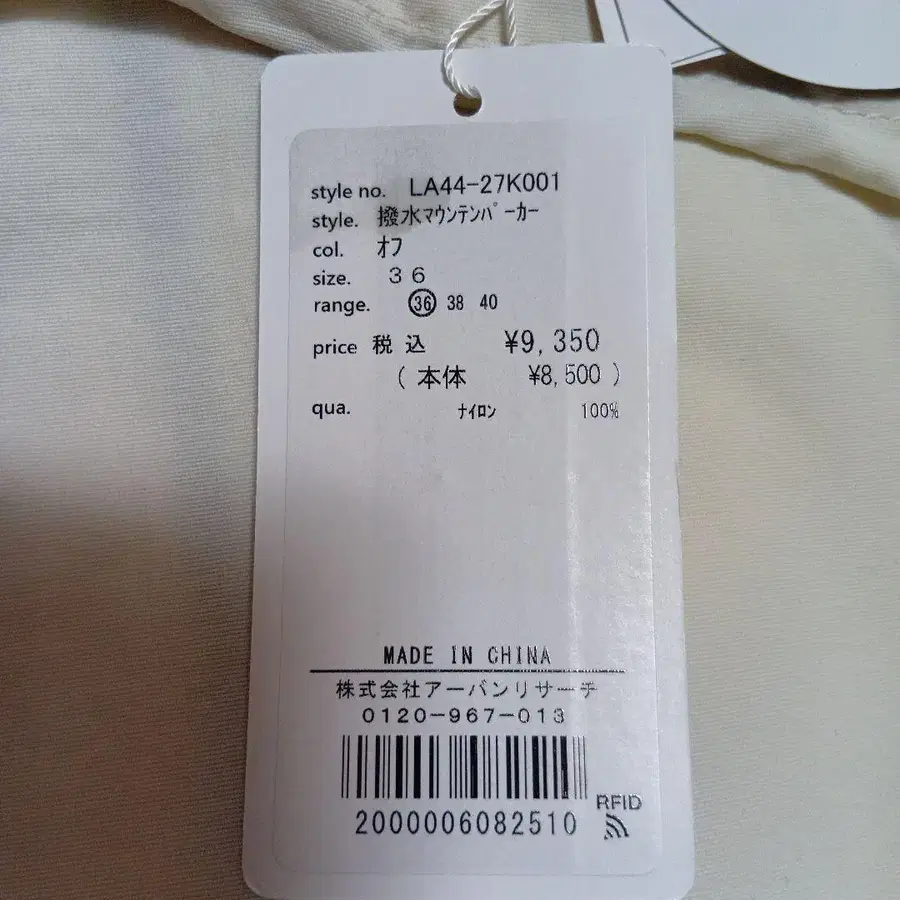 style no. LA44-27K001
style. 撥水ﾏｳﾝﾃﾝﾊﾟｰｶｰ
col. ｵﾌ
size. 36
range. 36 38 40
price 税込 ¥9,350
(本体 ¥8,500)
qua. ﾅｲﾛﾝ 100%
MADE IN CHINA
株式会社アーバンリサーチ
0120-967-013
RFID
2000006082510